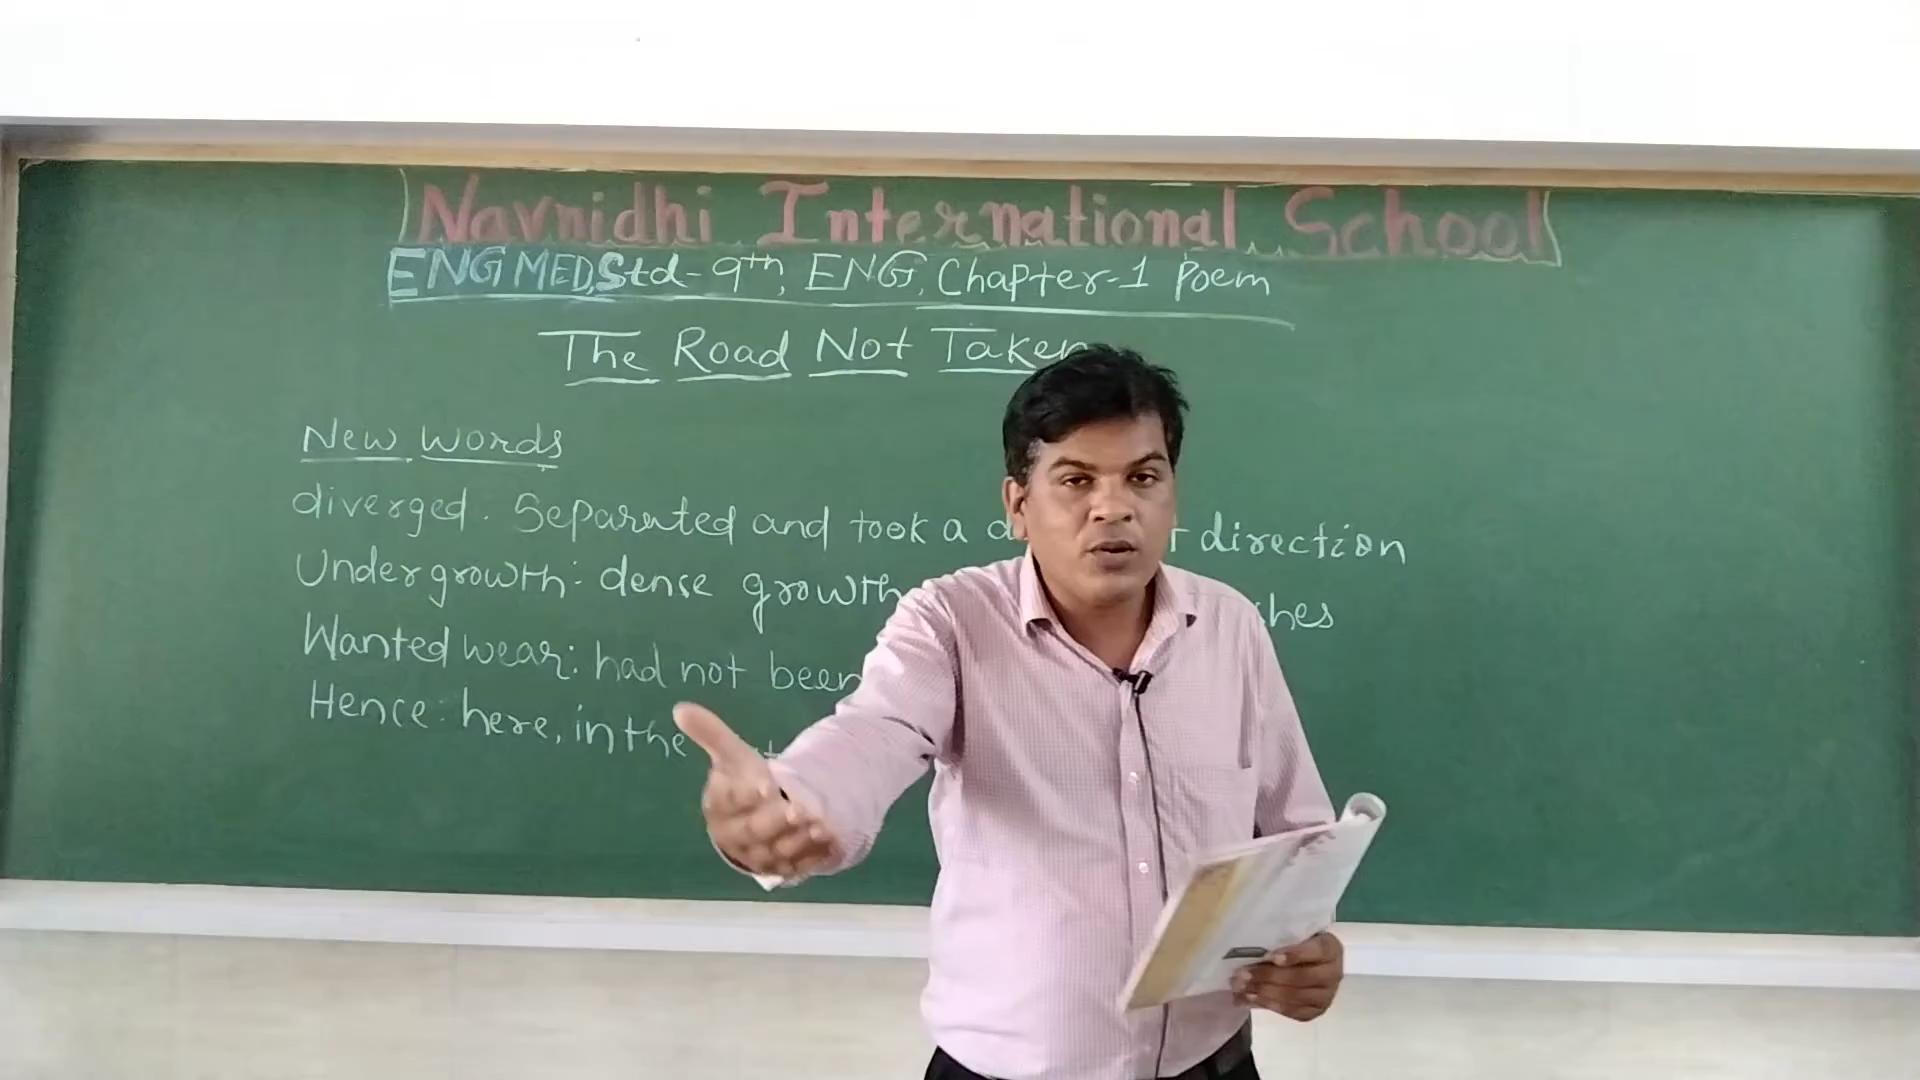 Navnidhi International School
ENG MED, Std- 9th, ENG, Chapter-1 Poem
The Road Not Taken
New Words
diverged. Separated and took a direction
Undergrowth: dense growth
Wanted wear: had not been
Hence: here, in the